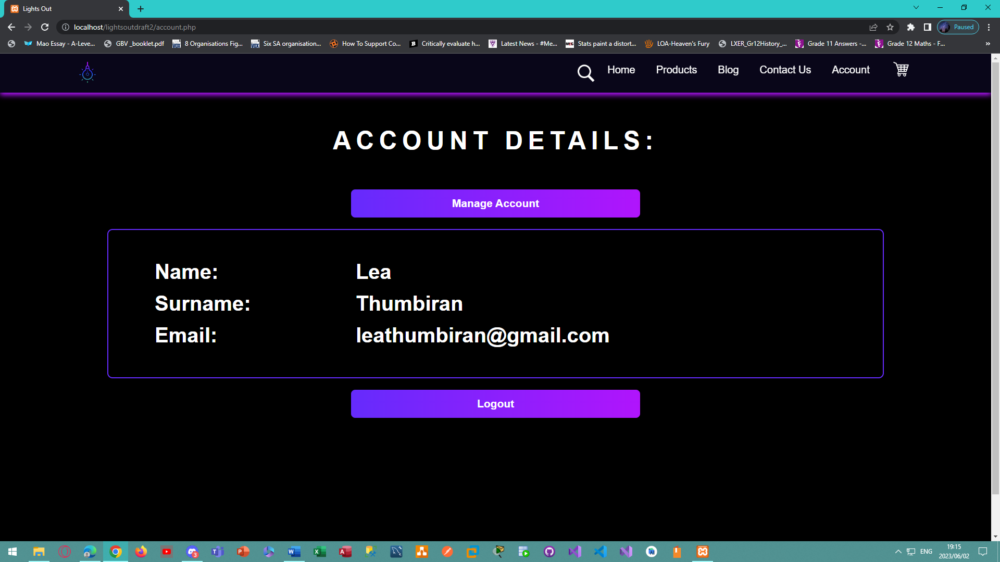 Lights Out
localhost/lightsoutdraft2/account.php
Paused
Mao Essay - A-Leve... GBV_booklet.pdf 8 Organisations Fig... Six SA organisation... How To Support Co... Critically evaluate h... Latest News - #Me... Stats paint a distort... LOA-Heaven's Fury LXER_Gr12History_... Grade 11 Answers -... Grade 12 Maths - F... »
Home Products Blog Contact Us Account
ACCOUNT DETAILS:
Manage Account
Name: Lea
Surname: Thumbiran
Email: leathumbiran@gmail.com
Logout
ENG
19:15
2023/06/02